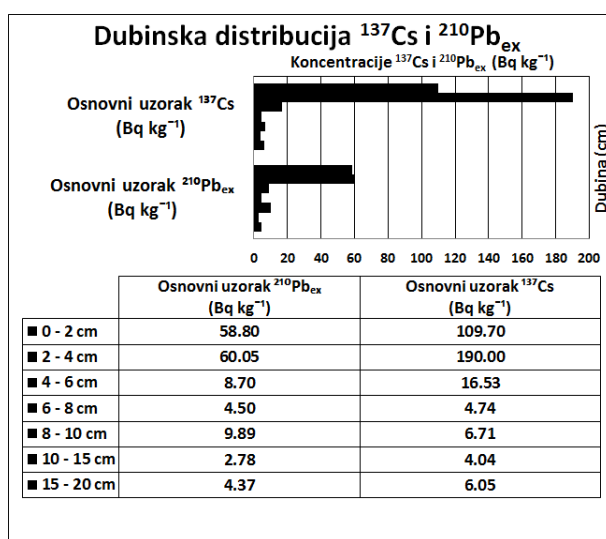 Dubinska distribucija ¹³⁷Cs i ²¹⁰Pbₑₓ
Koncentracije ¹³⁷Cs i ²¹⁰Pbₑₓ (Bq kg⁻¹)
Osnovni uzorak ¹³⁷Cs
(Bq kg⁻¹)
Osnovni uzorak ²¹⁰Pbₑₓ
(Bq kg⁻¹)
Dubina (cm)
0 20 40 60 80 100 120 140 160 180 200
Osnovni uzorak ²¹⁰Pbₑₓ Osnovni uzorak ¹³⁷Cs
(Bq kg⁻¹) (Bq kg⁻¹)
0 - 2 cm 58.80 109.70
2 - 4 cm 60.05 190.00
4 - 6 cm 8.70 16.53
6 - 8 cm 4.50 4.74
8 - 10 cm 9.89 6.71
10 - 15 cm 2.78 4.04
15 - 20 cm 4.37 6.05